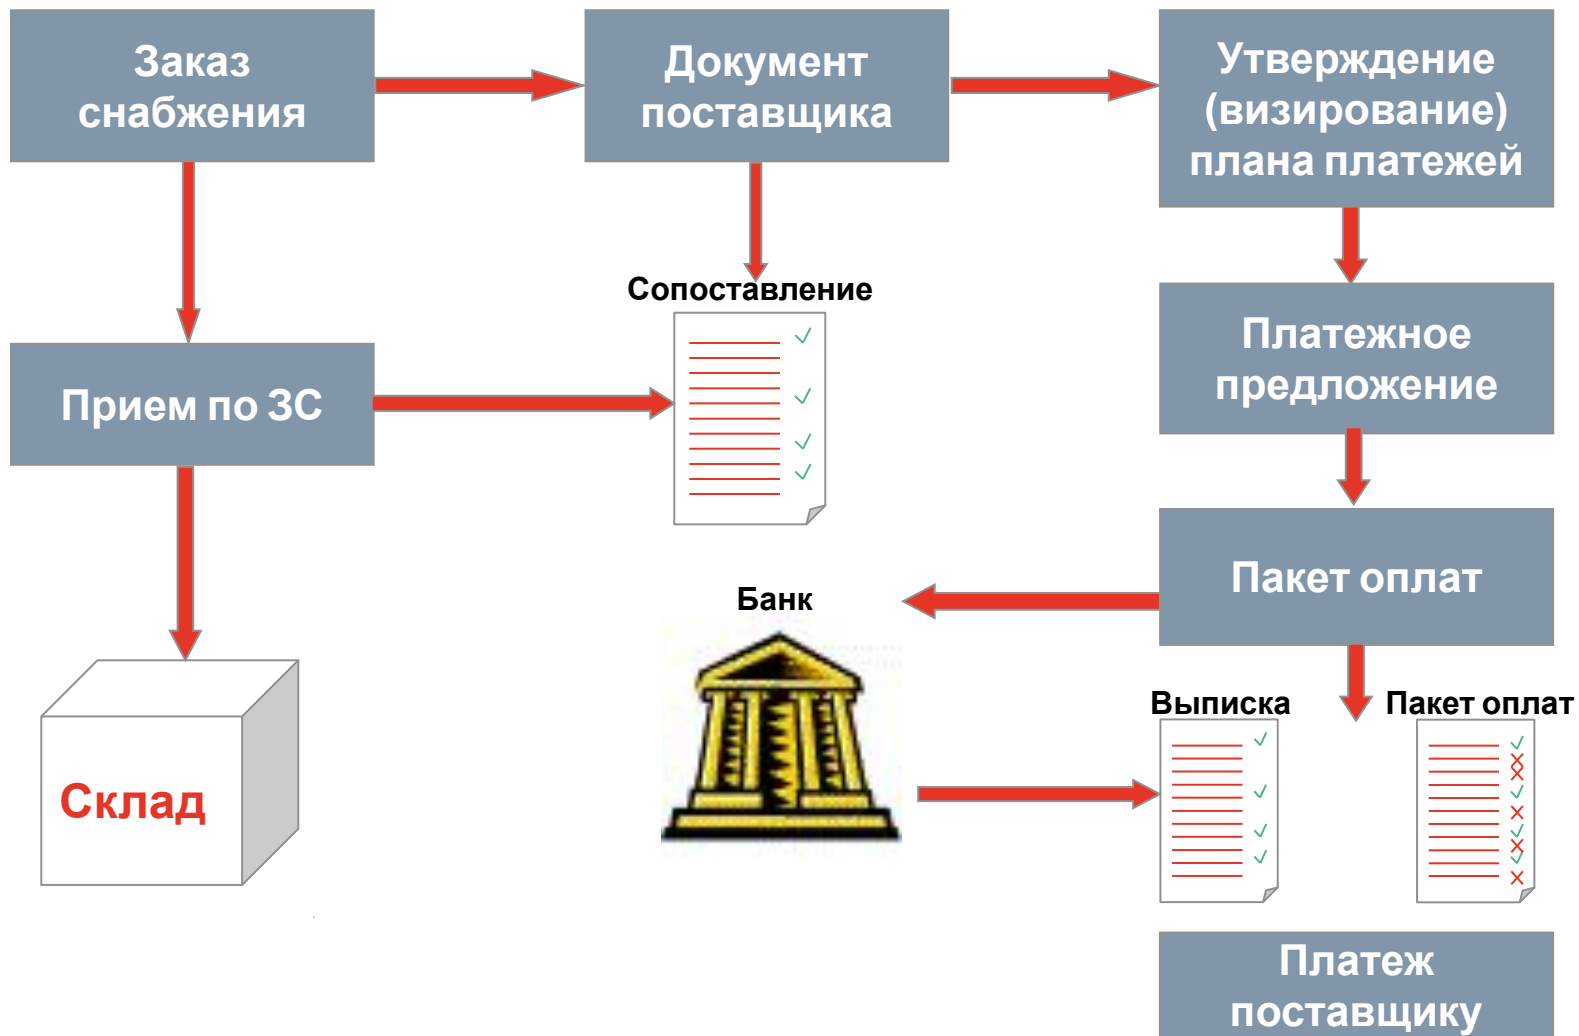 Заказ
снабжения
Документ
поставщика
Утверждение
(визирование)
плана платежей
Сопоставление
Платежное
предложение
Прием по ЗС
Пакет оплат
Банк
Выписка
Пакет оплат
Склад
Платеж
поставщику